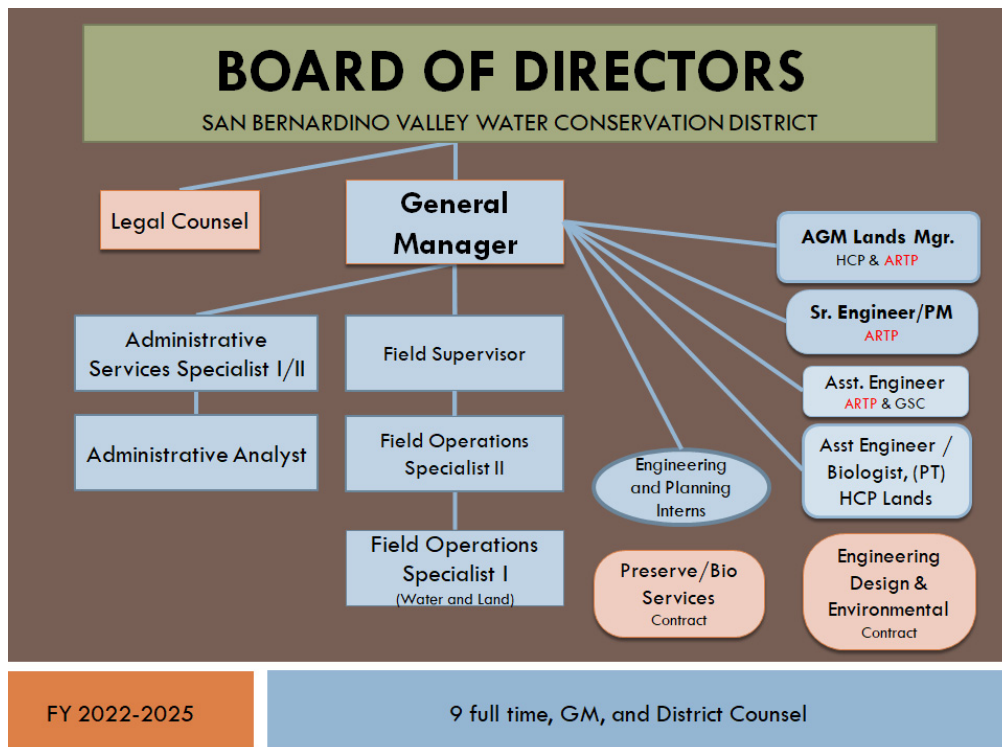 BOARD OF DIRECTORS
SAN BERNARDINO VALLEY WATER CONSERVATION DISTRICT
Legal Counsel
General
Manager
AGM Lands Mgr.
HCP & ARTP
Sr. Engineer/PM
ARTP
Administrative
Services Specialist I/II
Field Supervisor
Asst. Engineer
ARTP & GSC
Administrative Analyst
Field Operations
Specialist II
Engineering
and Planning
Interns
Asst Engineer /
Biologist, (PT)
HCP Lands
Field Operations
Specialist I
(Water and Land)
Preserve/Bio
Services
Contract
Engineering
Design &
Environmental
Contract
FY 2022-2025
9 full time, GM, and District Counsel